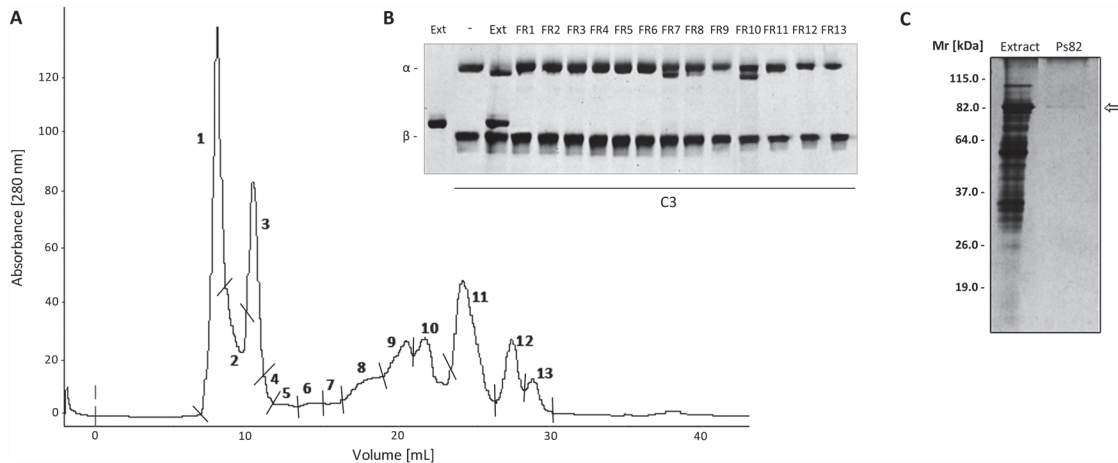 A
Absorbance [280 nm]
120
100
80
60
40
20
0
0 10 20 30 40
Volume [mL]
1
2
3
4
5
6
7
8
9
10
11
12
13
B
Ext - Ext FR1 FR2 FR3 FR4 FR5 FR6 FR7 FR8 FR9 FR10 FR11 FR12 FR13
α -
β -
C3
C
Mr [kDa] Extract Ps82
115.0 -
82.0 -
64.0 -
37.0 -
26.0 -
19.0 -